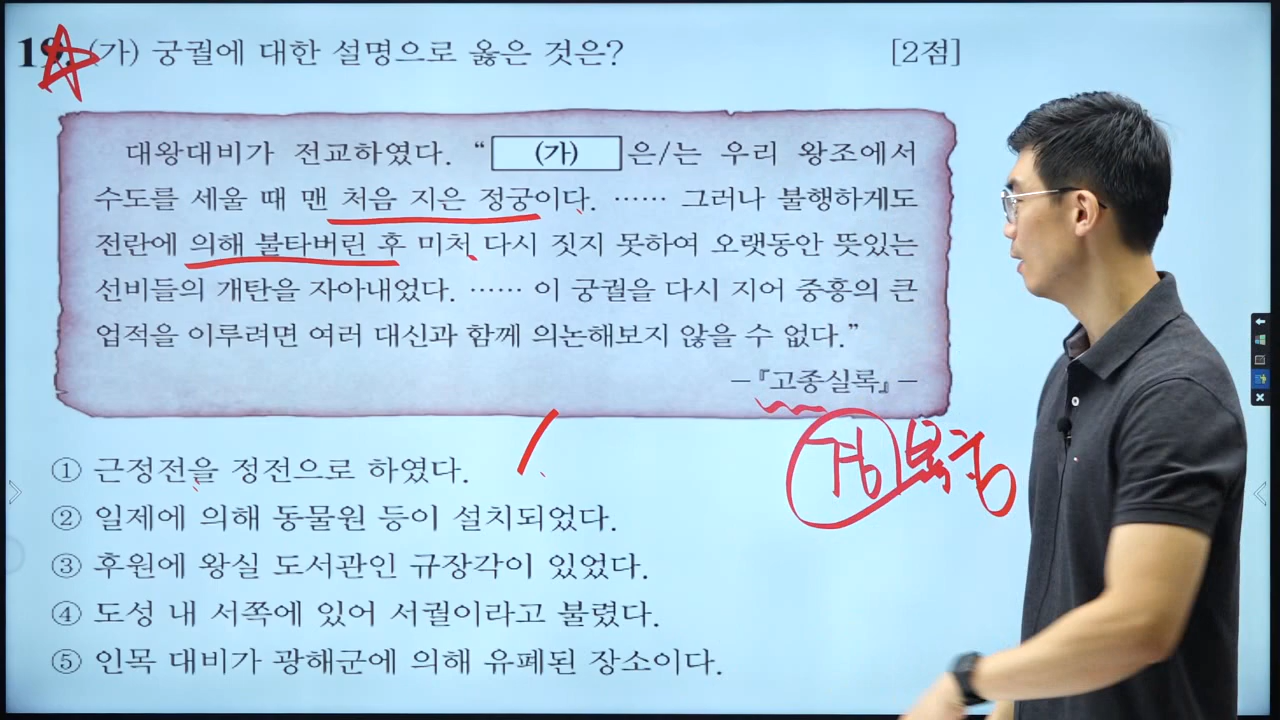 19. (가) 궁궐에 대한 설명으로 옳은 것은? [2점]
대왕대비가 전교하였다. “ (가) 은/는 우리 왕조에서
수도를 세울 때 맨 처음 지은 정궁이다. …… 그러나 불행하게도
전란에 의해 불타버린 후 미처 다시 짓지 못하여 오랫동안 뜻있는
선비들의 개탄을 자아내었다. …… 이 궁궐을 다시 지어 중흥의 큰
업적을 이루려면 여러 대신과 함께 의논해보지 않을 수 없다.”
－『고종실록』－
경복궁
① 근정전을 정전으로 하였다.
② 일제에 의해 동물원 등이 설치되었다.
③ 후원에 왕실 도서관인 규장각이 있었다.
④ 도성 내 서쪽에 있어 서궐이라고 불렸다.
⑤ 인목 대비가 광해군에 의해 유폐된 장소이다.